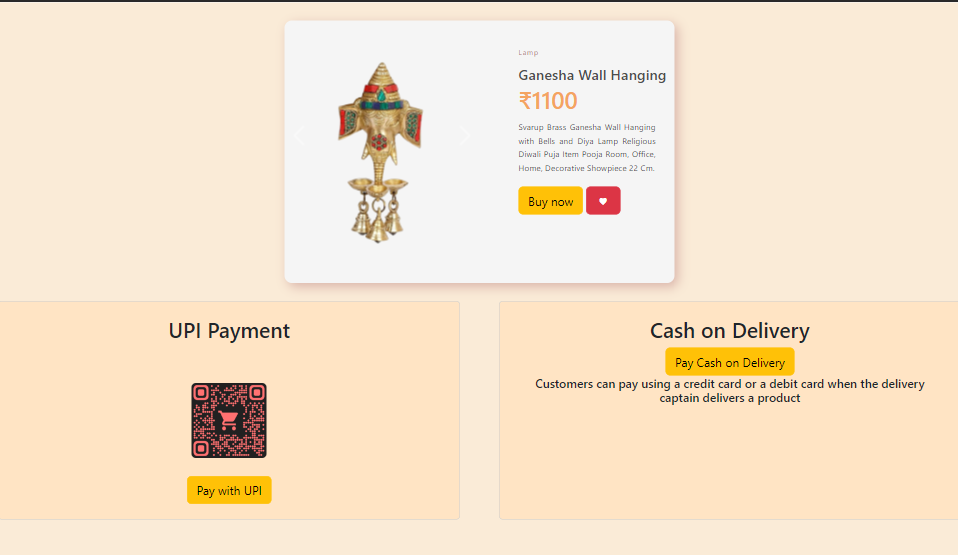 Lamp
Ganesha Wall Hanging
₹1100
Svarup Brass Ganesha Wall Hanging
with Bells and Diya Lamp Religious
Diwali Puja Item Pooja Room, Office,
Home, Decorative Showpiece 22 Cm.
Buy now
UPI Payment
Pay with UPI
Cash on Delivery
Pay Cash on Delivery
Customers can pay using a credit card or a debit card when the delivery
captain delivers a product